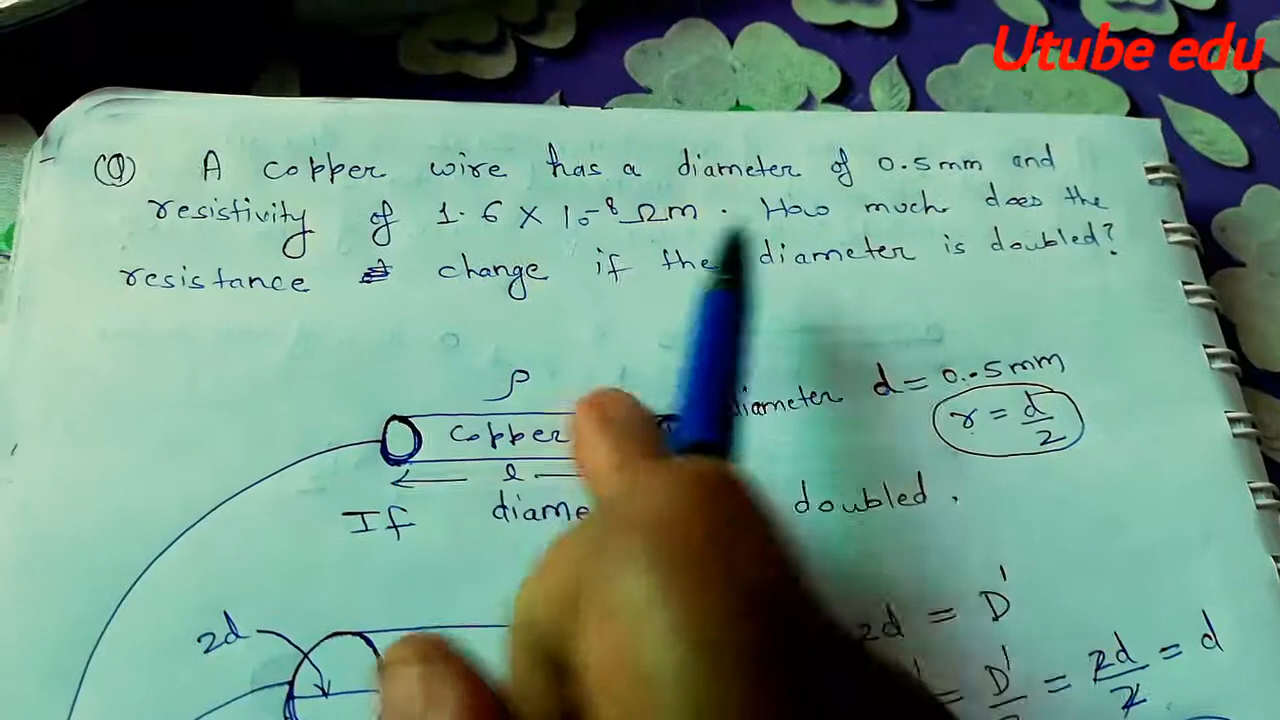 Utube edu
(Q) A copper wire has a diameter of 0.5mm and
resistivity of 1.6 × 10⁻⁸ Ωm. How much does the
resistance change if the diameter is doubled?
ρ
copper
l
diameter d = 0.5mm
r = d/2
If doubled.
2d
2d = D'
D' = 2d/2 = d